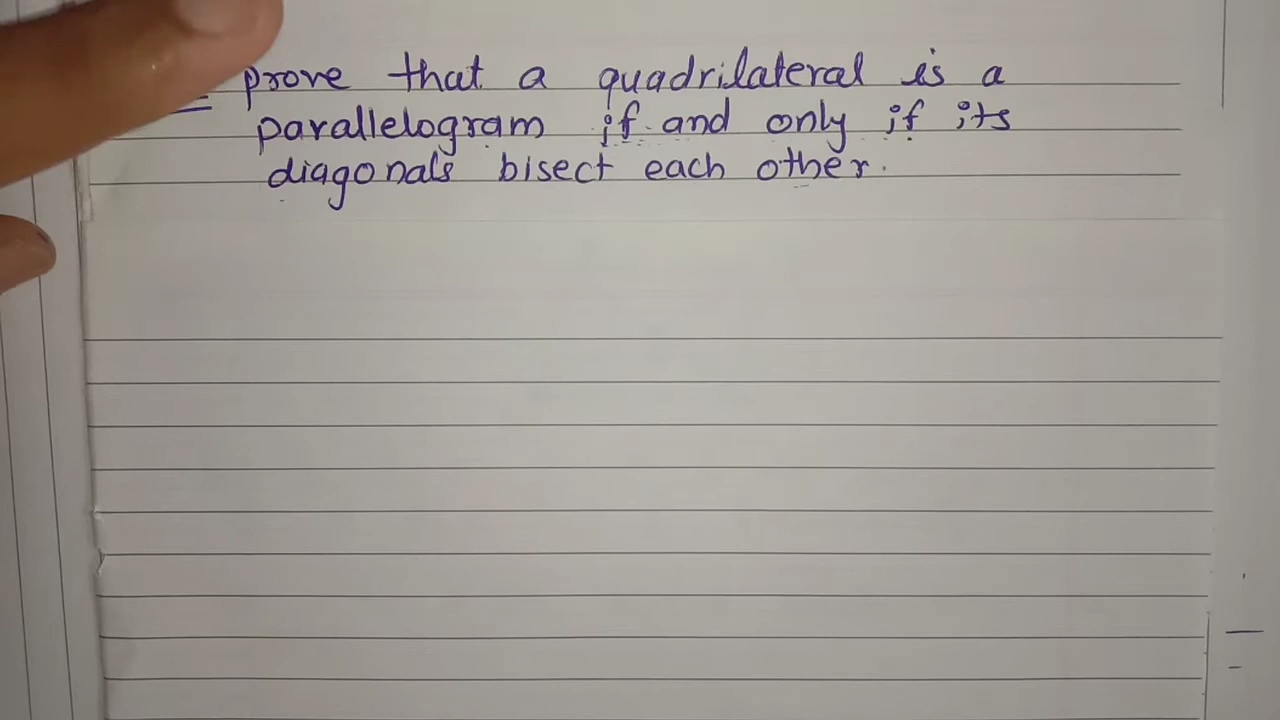 prove that a quadrilateral is a
parallelogram if and only if its
diagonals bisect each other.